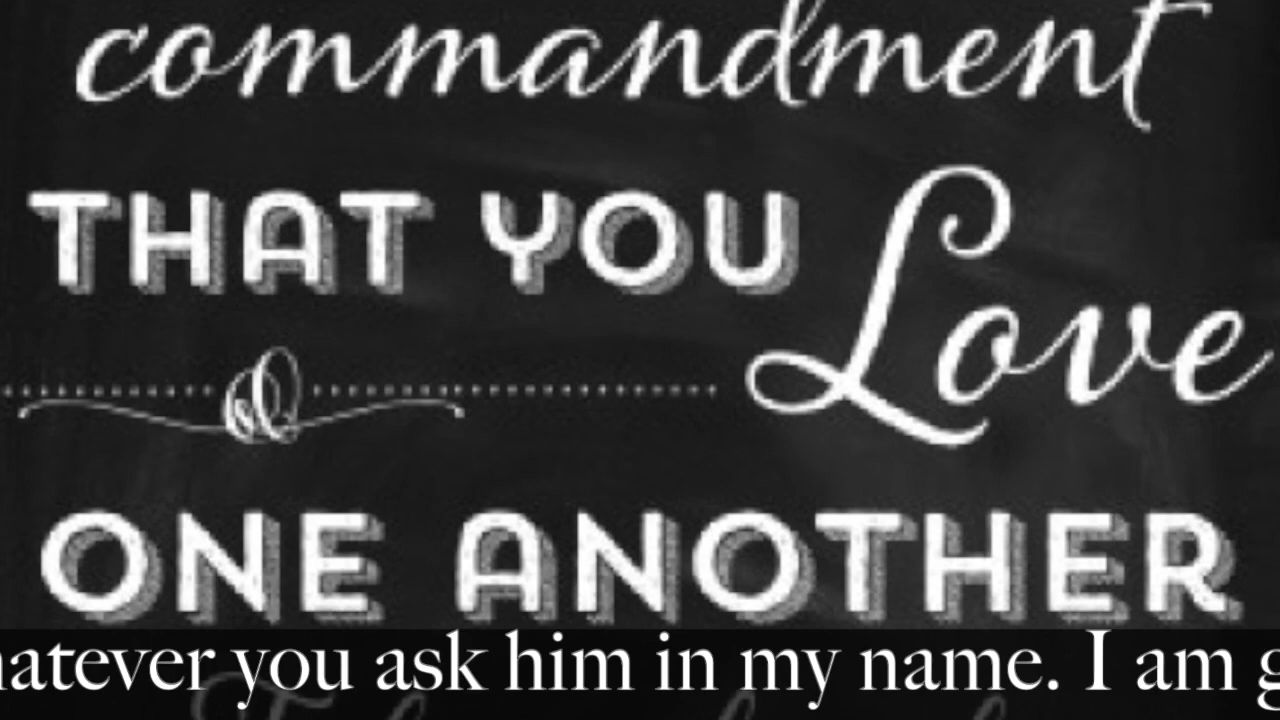 commandment
THAT YOU Love
ONE ANOTHER
hatever you ask him in my name. I am g